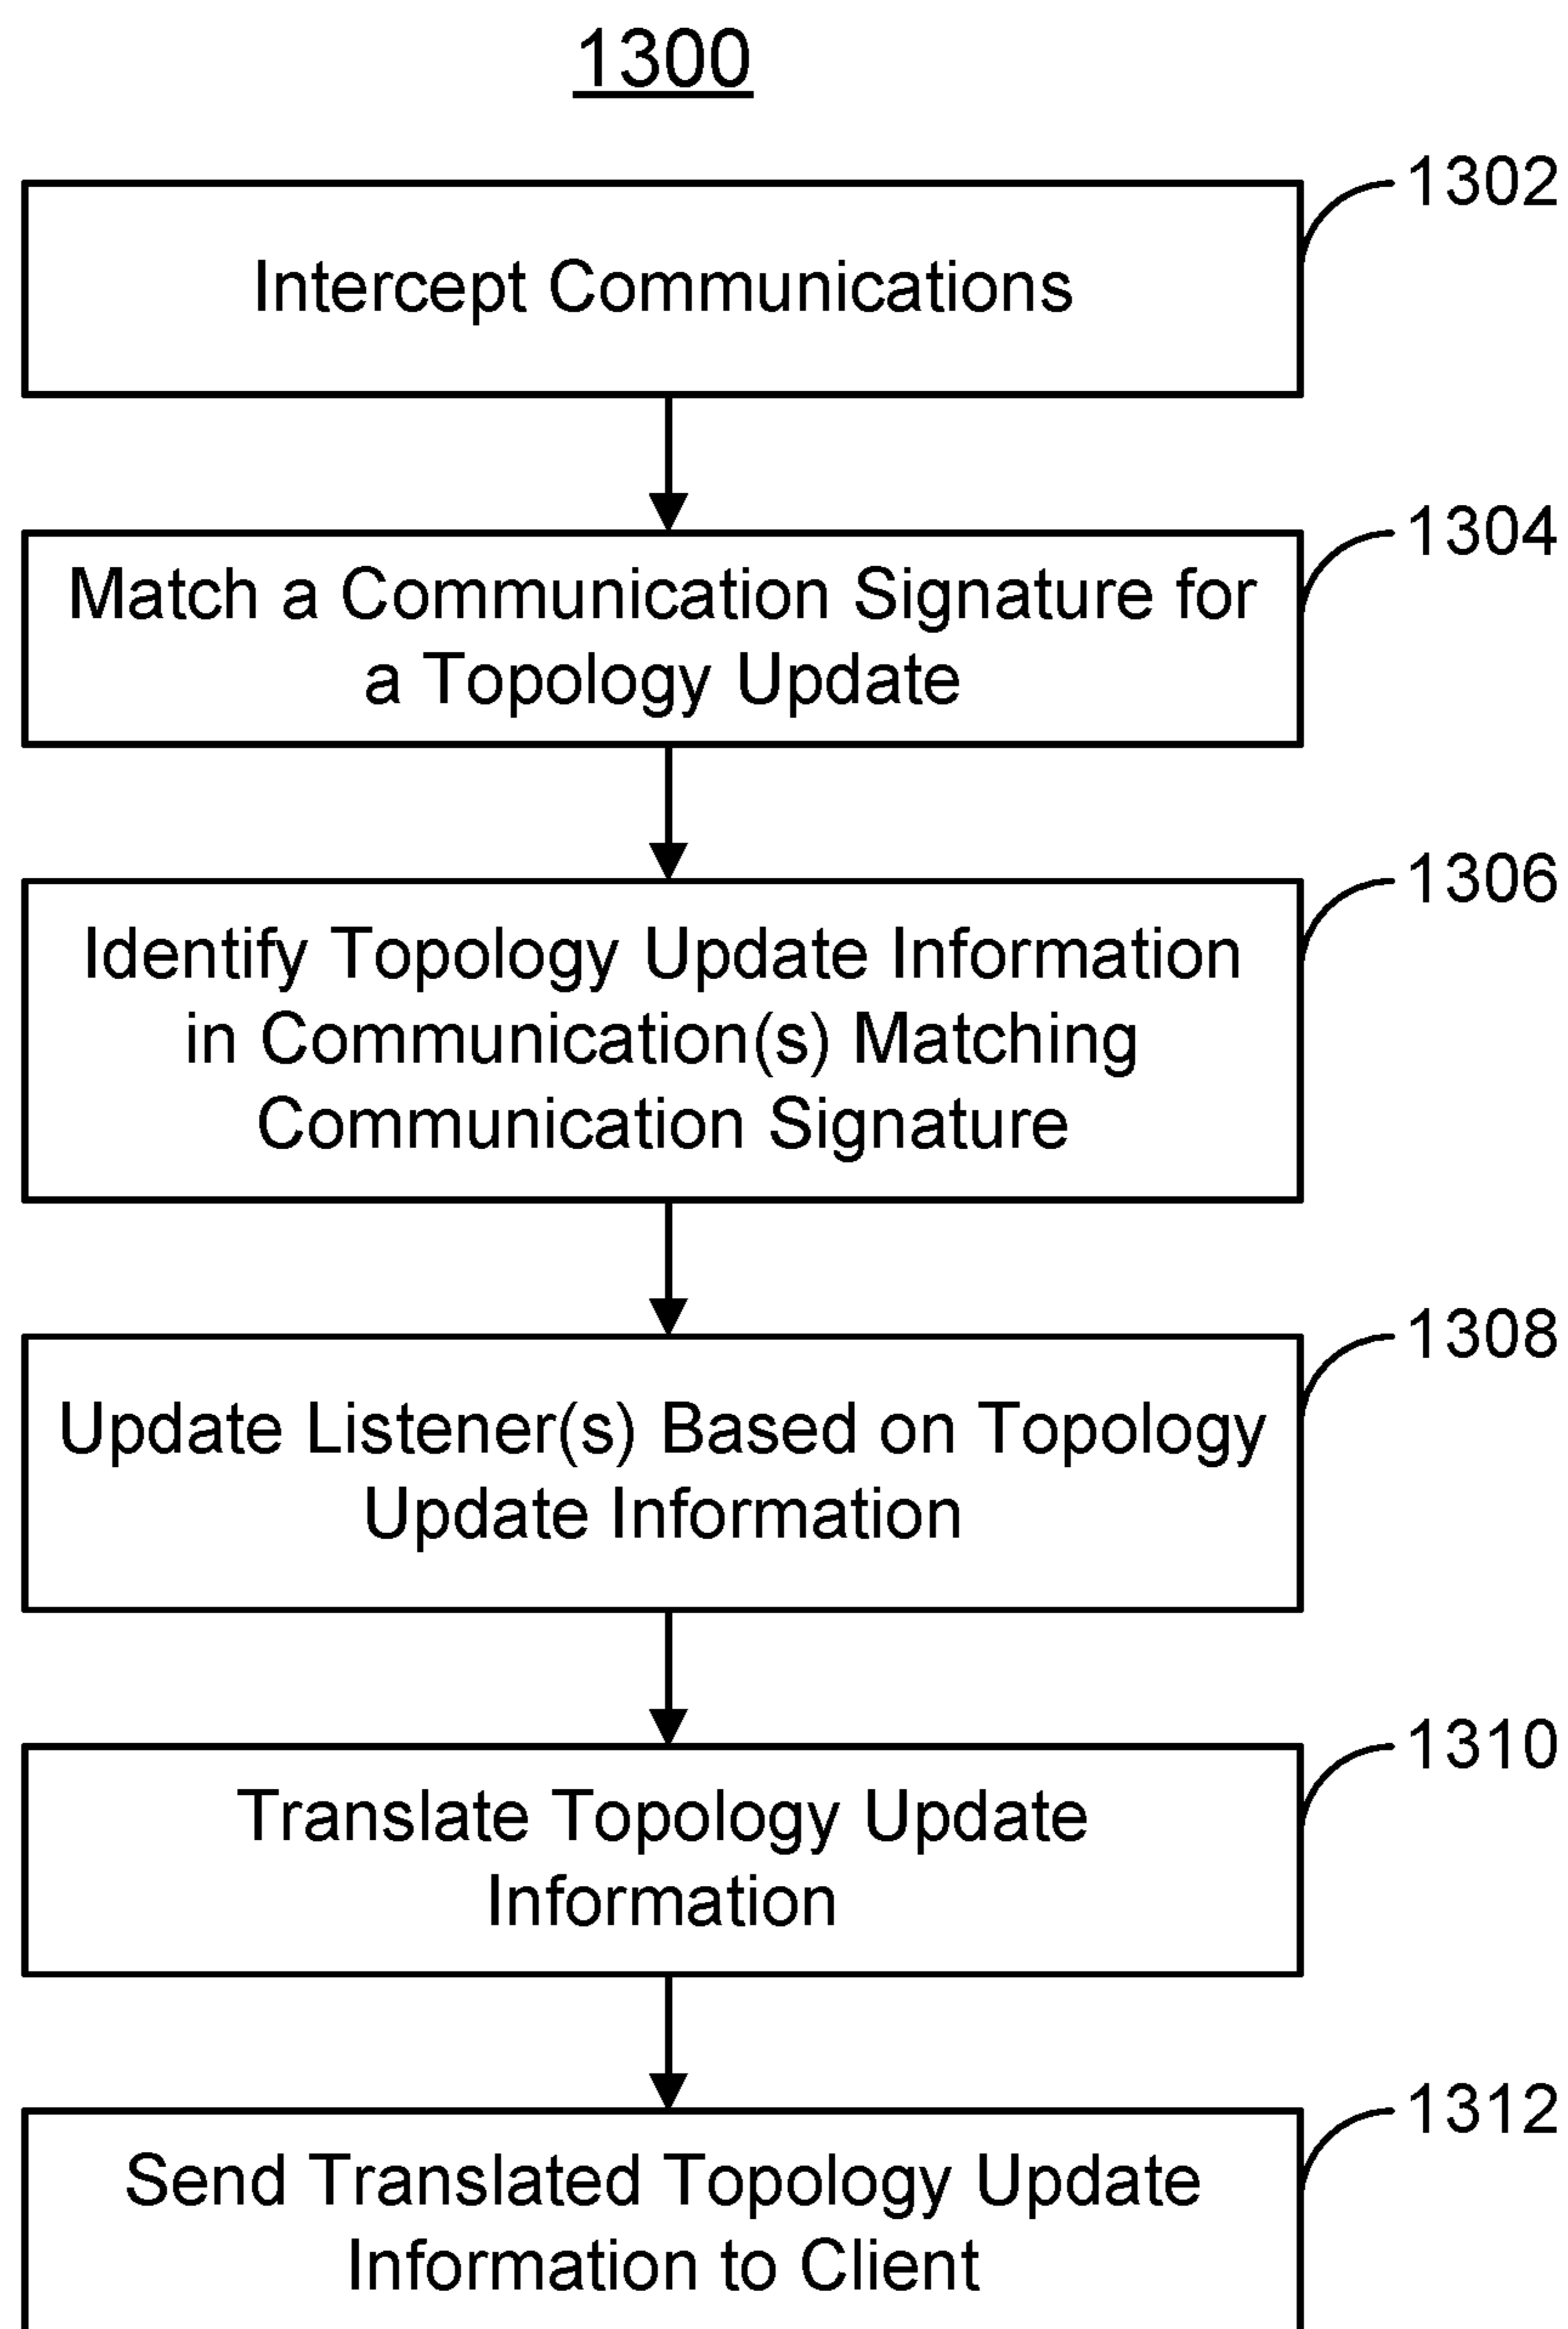 1300
1302
Intercept Communications
1304
Match a Communication Signature for
a Topology Update
1306
Identify Topology Update Information
in Communication(s) Matching
Communication Signature
1308
Update Listener(s) Based on Topology
Update Information
1310
Translate Topology Update
Information
1312
Send Translated Topology Update
Information to Client